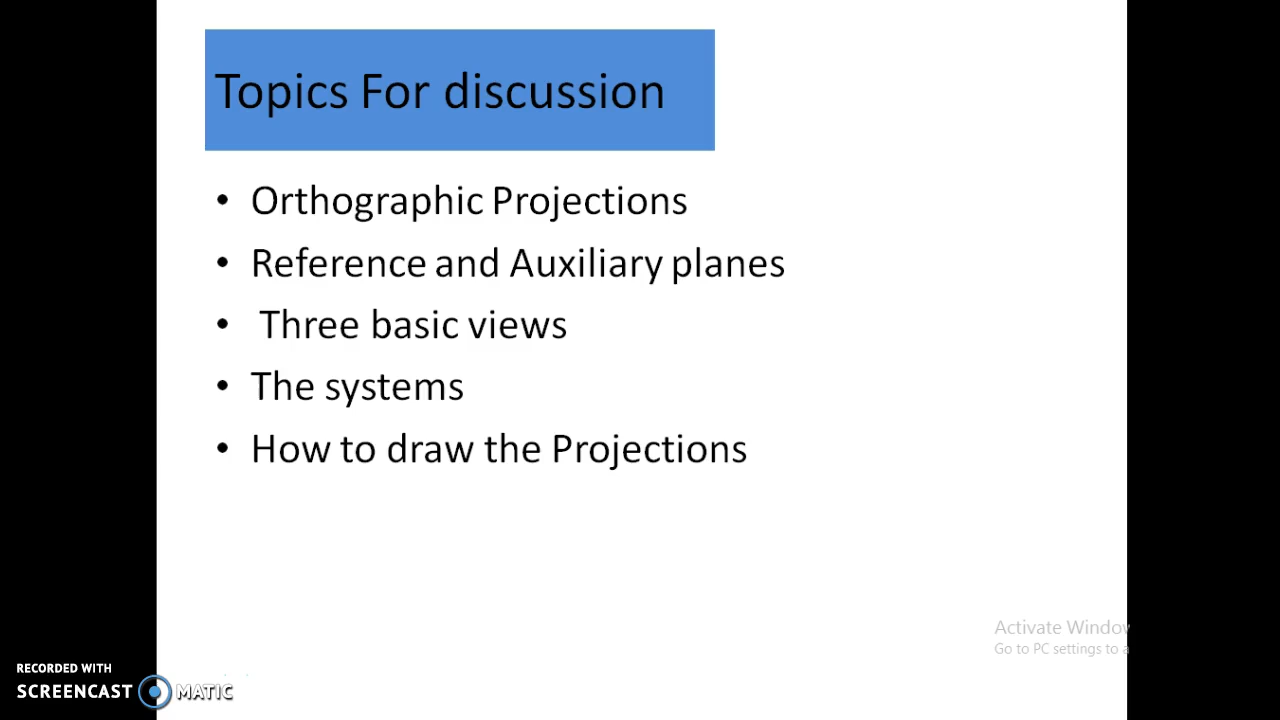 Topics For discussion
• Orthographic Projections
• Reference and Auxiliary planes
• Three basic views
• The systems
• How to draw the Projections
Activate Window
Go to PC settings to a
RECORDED WITH
SCREENCAST MATIC